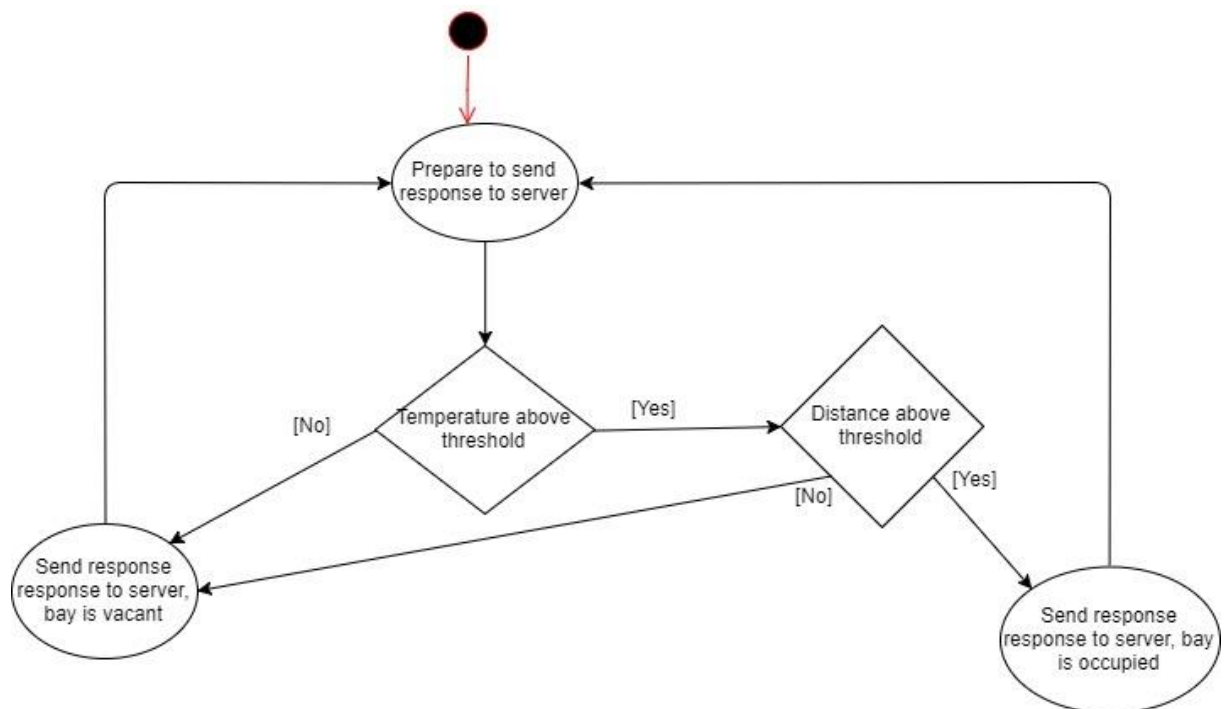 Prepare to send
response to server
Temperature above
threshold
[No]
[Yes]
Distance above
threshold
[No]
[Yes]
Send response
response to server,
bay is vacant
Send response
response to server, bay
is occupied